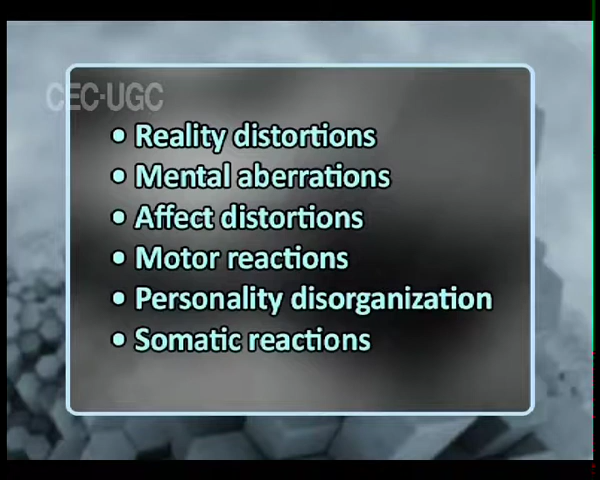 CEC-UGC
• Reality distortions
• Mental aberrations
• Affect distortions
• Motor reactions
• Personality disorganization
• Somatic reactions